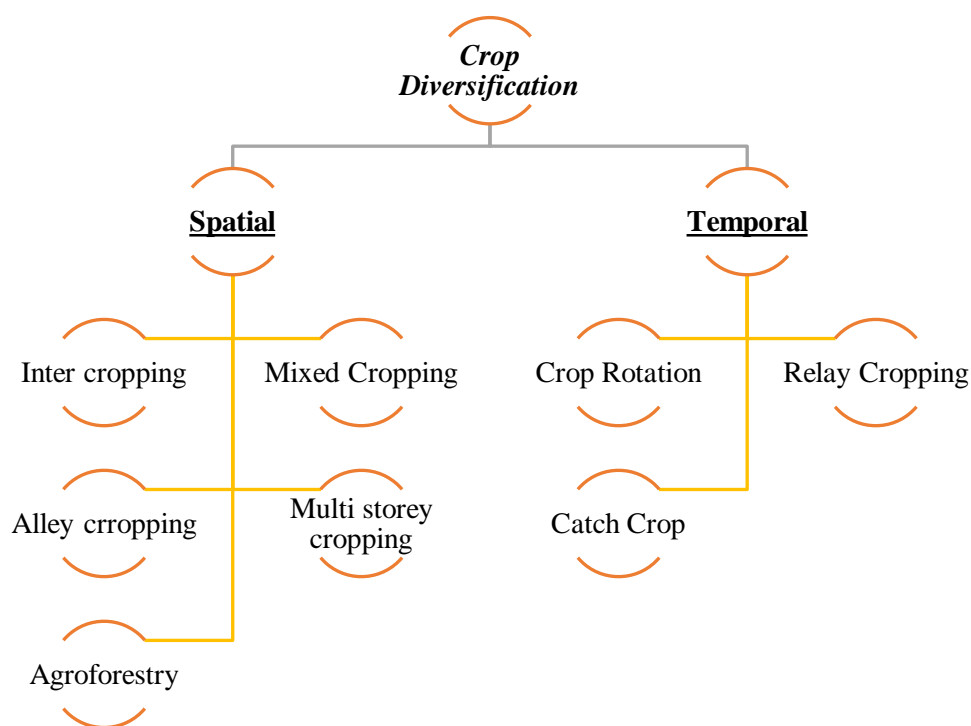 Crop
Diversification
Spatial
Temporal
Inter cropping
Mixed Cropping
Crop Rotation
Relay Cropping
Alley crropping
Multi storey
cropping
Catch Crop
Agroforestry